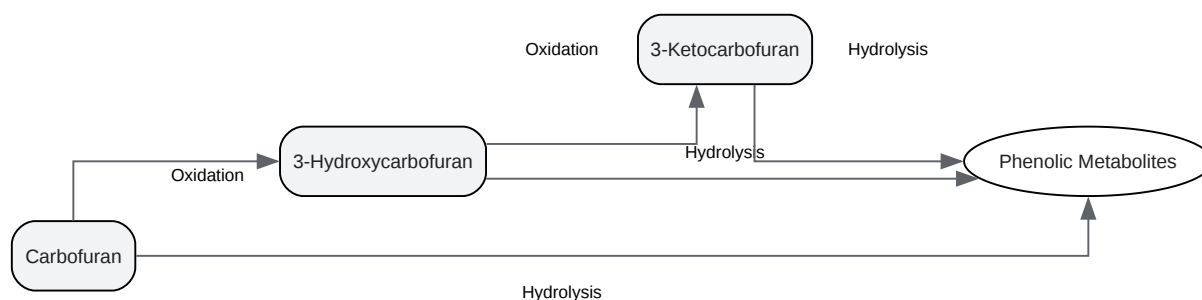 Oxidation
3-Ketocarbofuran
Hydrolysis
3-Hydroxycarbofuran
Hydrolysis
Phenolic Metabolites
Oxidation
Carbofuran
Hydrolysis